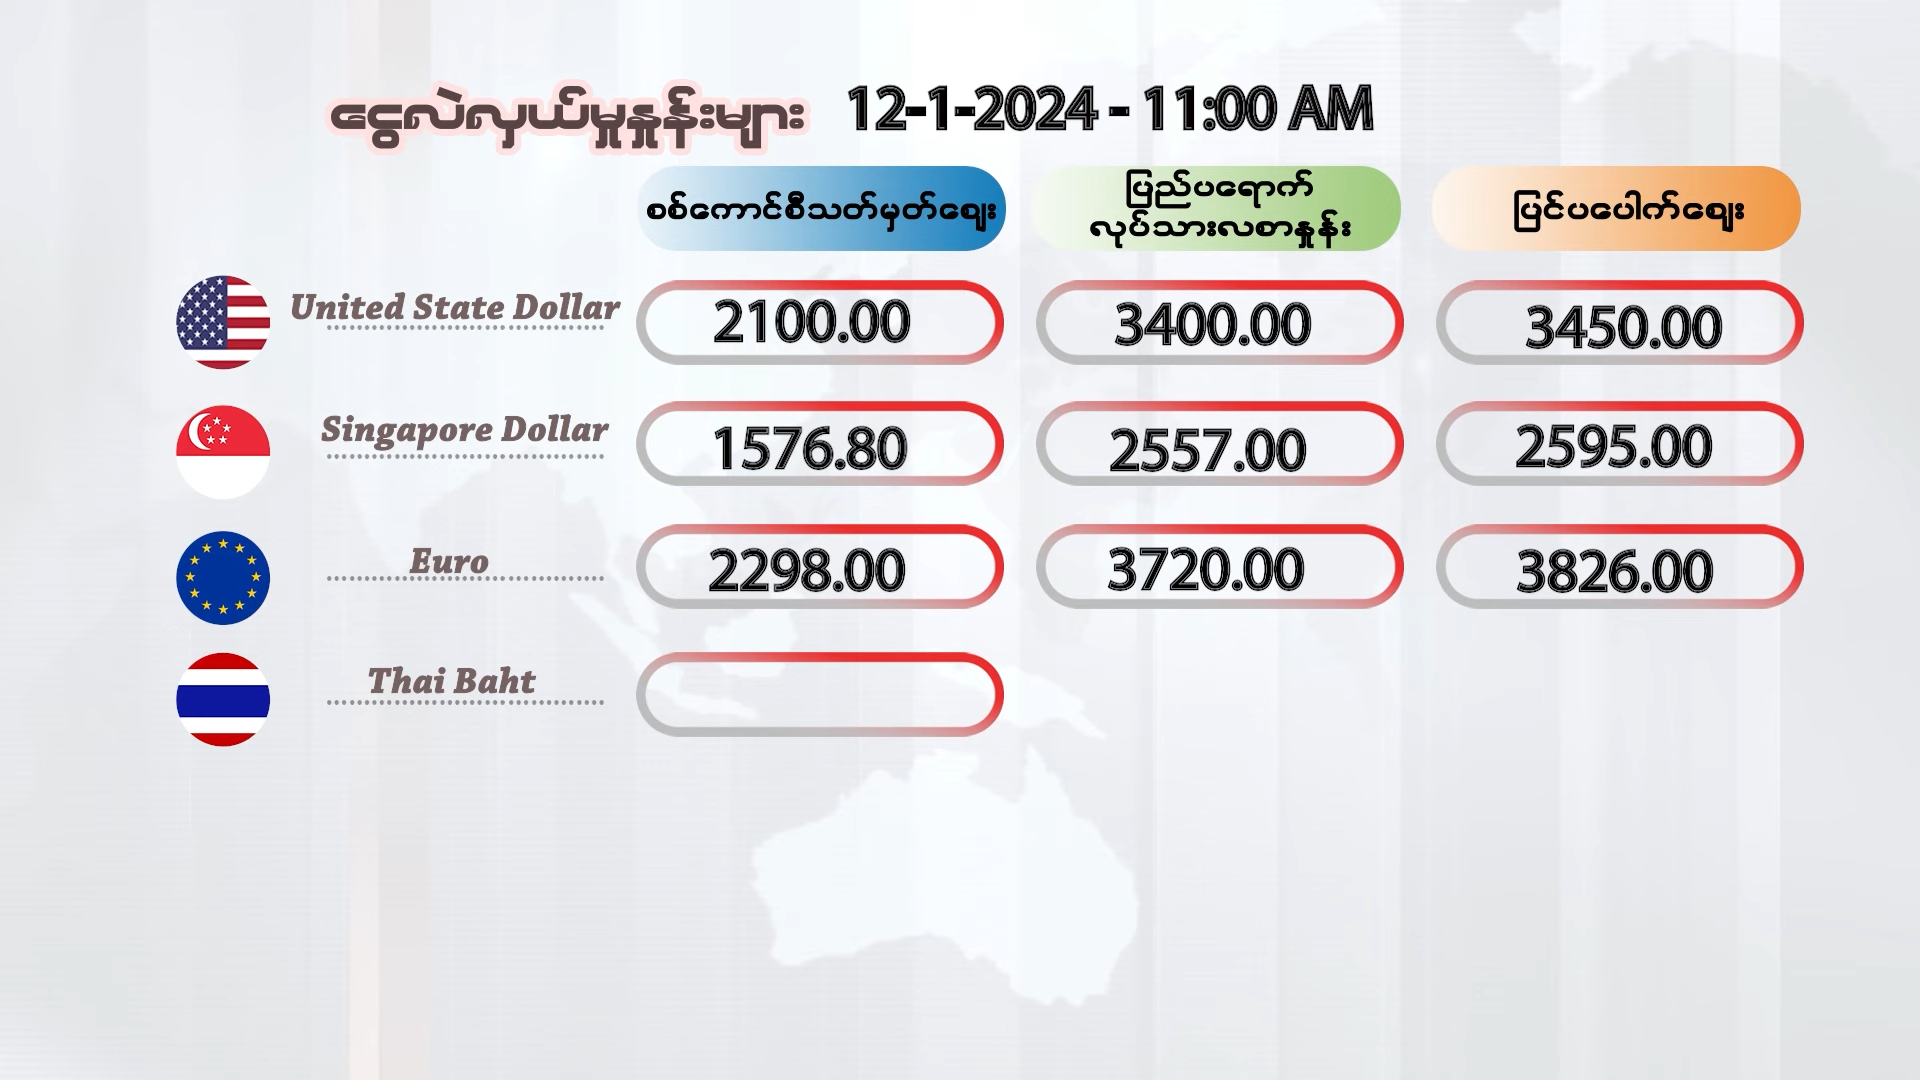 ငွေလဲလှယ်မှုနှုန်းများ 12-1-2024 - 11:00 AM
စစ်ကောင်စီသတ်မှတ်ဈေး
ပြည်ပရောက်
လုပ်သားလစာနှုန်း
ပြင်ပပေါက်ဈေး
United State Dollar 2100.00 3400.00 3450.00
Singapore Dollar 1576.80 2557.00 2595.00
Euro 2298.00 3720.00 3826.00
Thai Baht